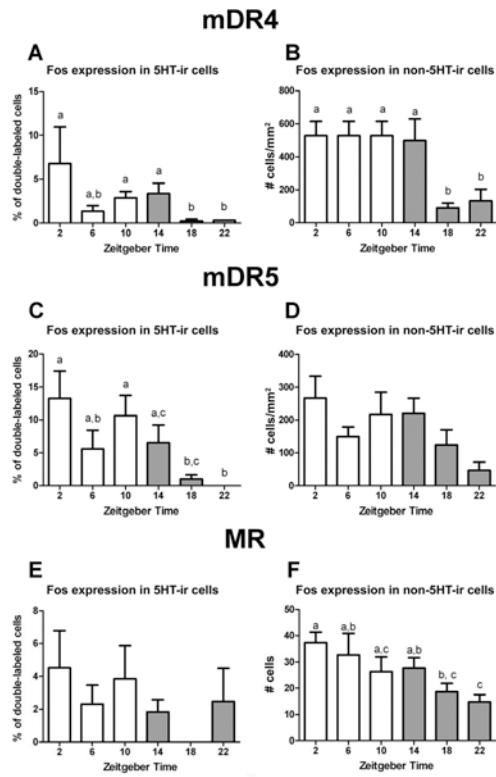 mDR4
A
Fos expression in 5HT-ir cells
% of double-labeled cells
15
10
5
0
a
a,b
a
a
b
b
2 6 10 14 18 22
Zeitgeber Time
B
Fos expression in non-5HT-ir cells
# cells/mm²
800
600
400
200
0
a
a
a
a
b
b
2 6 10 14 18 22
Zeitgeber Time
mDR5
C
Fos expression in 5HT-ir cells
% of double-labeled cells
20
15
10
5
0
a
a,b
a
a,c
b,c
b
2 6 10 14 18 22
Zeitgeber Time
D
Fos expression in non-5HT-ir cells
# cells/mm²
400
300
200
100
0
2 6 10 14 18 22
Zeitgeber Time
MR
E
Fos expression in 5HT-ir cells
% of double-labeled cells
8
6
4
2
0
2 6 10 14 18 22
Zeitgeber Time
F
Fos expression in non-5HT-ir cells
# cells
50
40
30
20
10
0
a
a,b
a,c
a,b
b, c
c
2 6 10 14 18 22
Zeitgeber Time